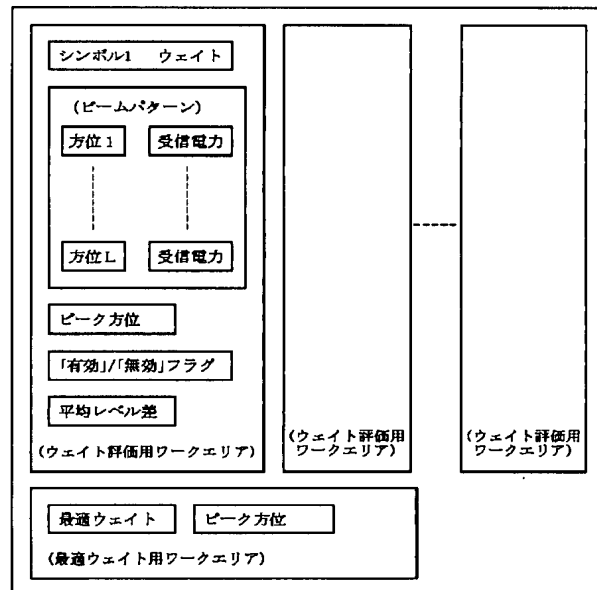 シンボル1 ウェイト
(ビームパターン)
方位1 受信電力
方位L 受信電力
ピーク方位
「有効」/「無効」フラグ
平均レベル差
(ウェイト評価用ワークエリア)
(ウェイト評価用
ワークエリア)
(ウェイト評価用
ワークエリア)
最適ウェイト ピーク方位
(最適ウェイト用ワークエリア)